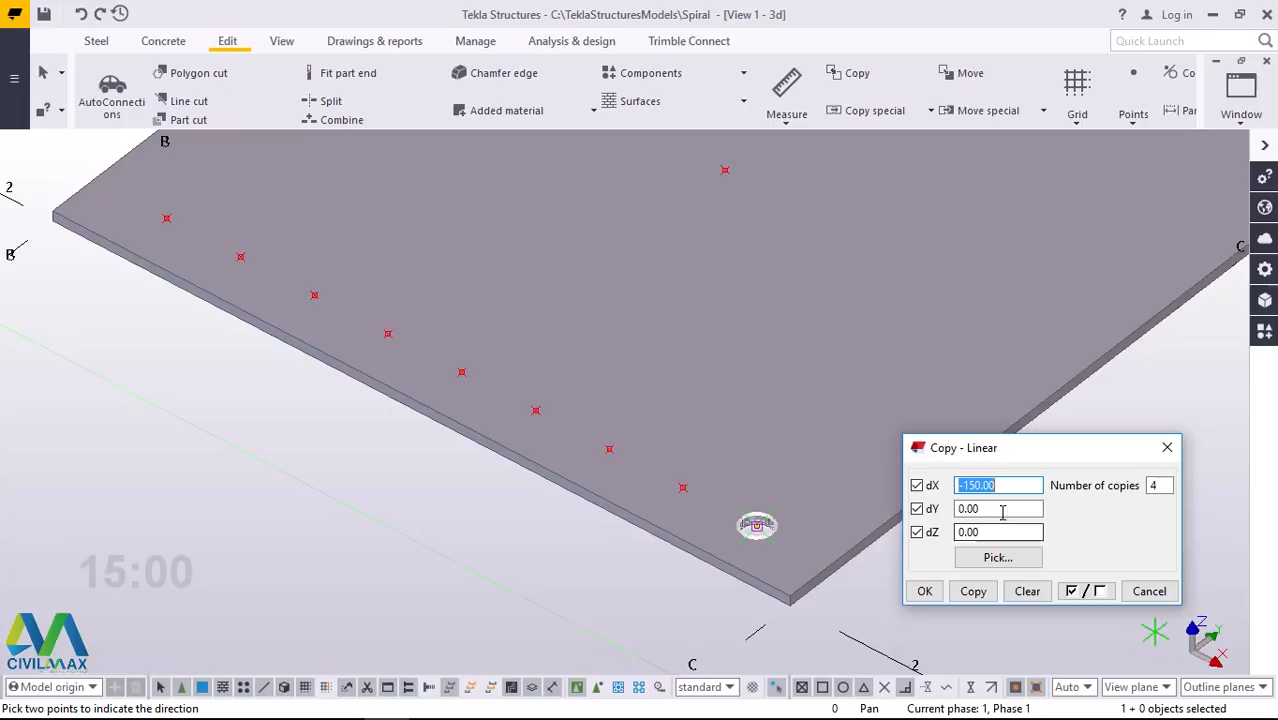 Tekla Structures - C:\TeklaStructuresModels\Spiral - [View 1 - 3d]
Log in
Steel
Concrete
Edit
View
Drawings & reports
Manage
Analysis & design
Trimble Connect
Quick Launch
AutoConnecti
ons
Polygon cut
Line cut
Part cut
Fit part end
Split
Combine
Chamfer edge
Added material
Components
Surfaces
Measure
Copy
Copy special
Move
Move special
Grid
Points
Co
Par
Window
B
2
B
C
Copy - Linear
dX
-150.00
Number of copies
4
dY
0.00
dZ
0.00
Pick...
OK
Copy
Clear
/
Cancel
15:00
CIVILMAX
C
2
Z
Y
X
Model origin
standard
Auto
View plane
Outline planes
Pick two points to indicate the direction
0
Pan
Current phase: 1, Phase 1
1 + 0 objects selected